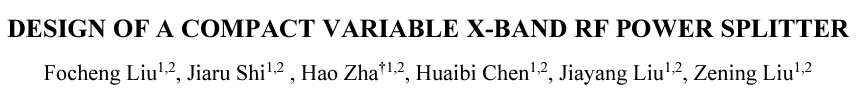 DESIGN OF A COMPACT VARIABLE X-BAND RF POWER SPLITTER
Focheng Liu1,2, Jiaru Shi1,2 , Hao Zha†1,2, Huaibi Chen1,2, Jiayang Liu1,2, Zening Liu1,2